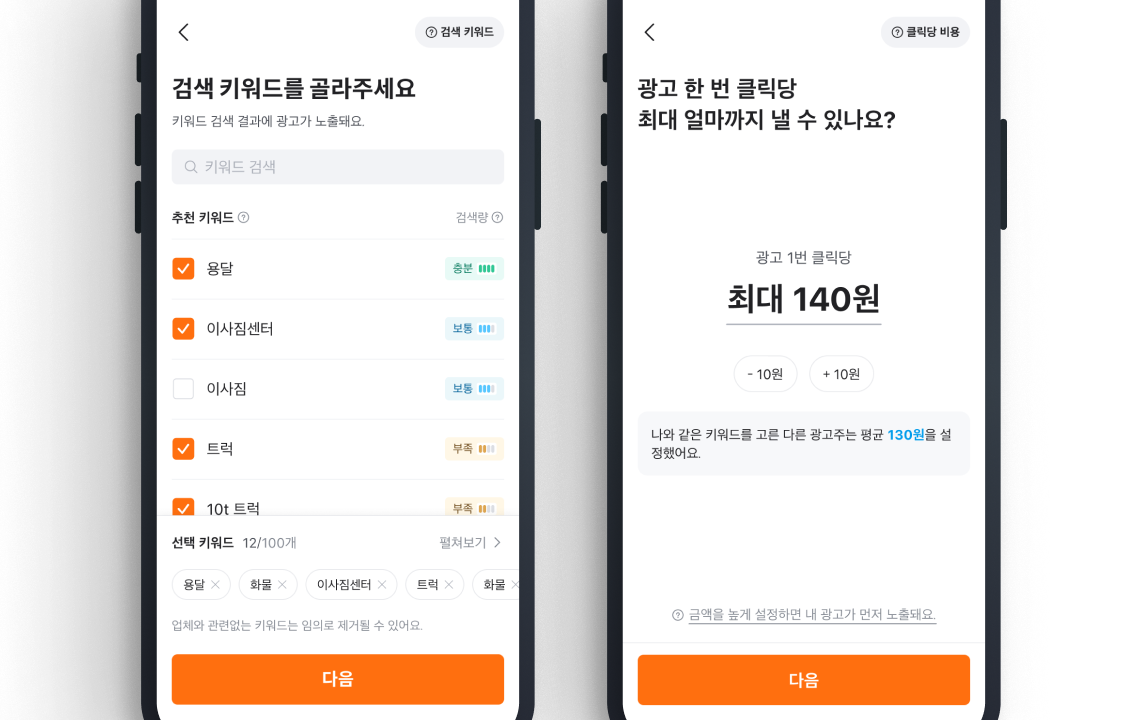 검색 키워드
검색 키워드를 골라주세요
키워드 검색 결과에 광고가 노출돼요.
키워드 검색
추천 키워드
검색량
용달
충분
이사짐센터
보통
이사짐
보통
트럭
부족
10t 트럭
부족
선택 키워드 12/100개
펼쳐보기
용달
화물
이사짐센터
트럭
화물
업체와 관련없는 키워드는 임의로 제거될 수 있어요.
다음
클릭당 비용
광고 한 번 클릭당
최대 얼마까지 낼 수 있나요?
광고 1번 클릭당
최대 140원
- 10원
+ 10원
나와 같은 키워드를 고른 다른 광고주는 평균 130원을 설
정했어요.
금액을 높게 설정하면 내 광고가 먼저 노출돼요.
다음